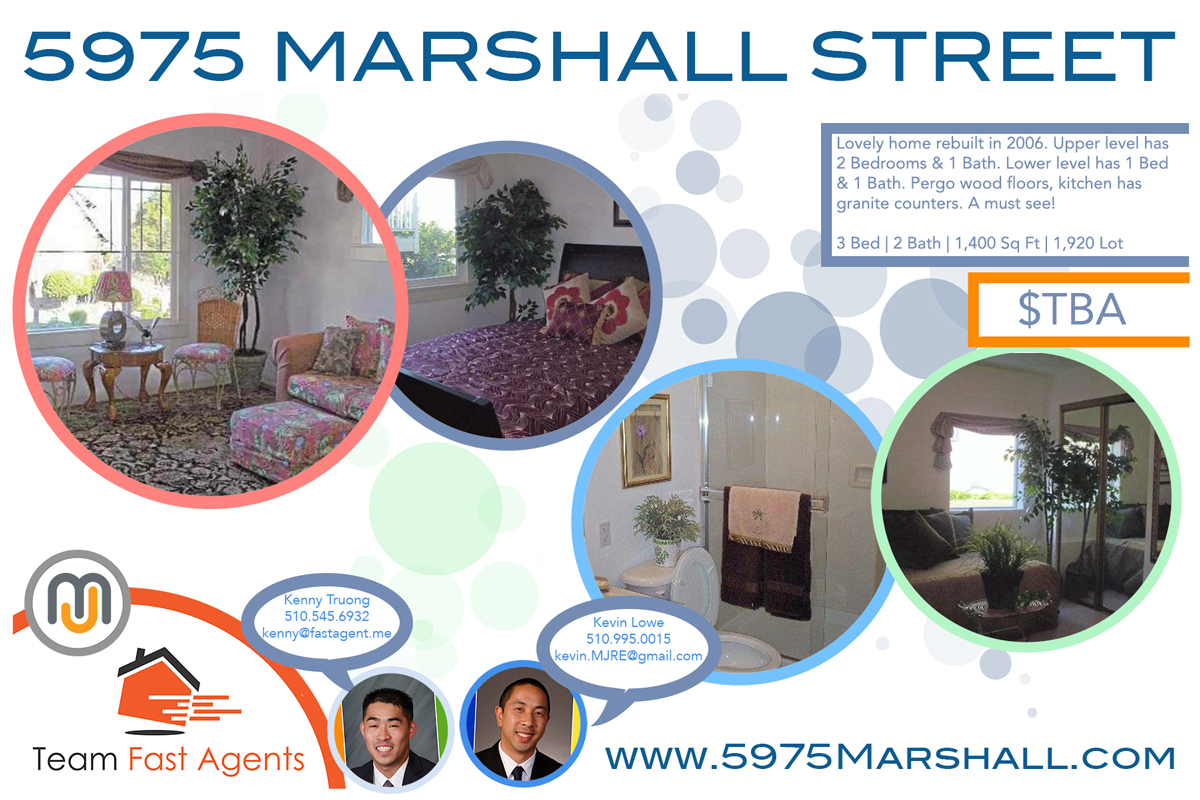 5975 MARSHALL STREET
Lovely home rebuilt in 2006. Upper level has
2 Bedrooms & 1 Bath. Lower level has 1 Bed
& 1 Bath. Pergo wood floors, kitchen has
granite counters. A must see!
3 Bed | 2 Bath | 1,400 Sq Ft | 1,920 Lot
$TBA
MJ
Kenny Truong
510.545.6932
kenny@fastagent.me
Kevin Lowe
510.995.0015
kevin.MJRE@gmail.com
Team Fast Agents
www.5975Marshall.com